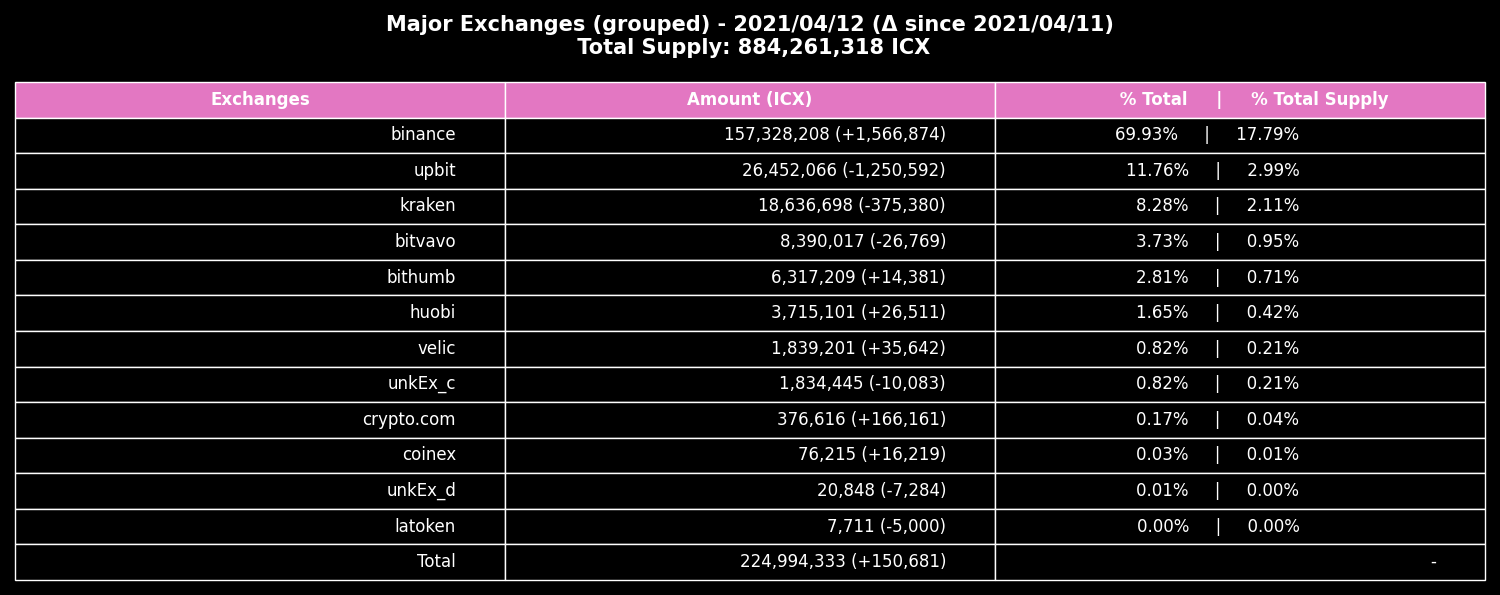 Major Exchanges (grouped) - 2021/04/12 (Δ since 2021/04/11)
Total Supply: 884,261,318 ICX
Exchanges Amount (ICX) % Total | % Total Supply
binance 157,328,208 (+1,566,874) 69.93% | 17.79%
upbit 26,452,066 (-1,250,592) 11.76% | 2.99%
kraken 18,636,698 (-375,380) 8.28% | 2.11%
bitvavo 8,390,017 (-26,769) 3.73% | 0.95%
bithumb 6,317,209 (+14,381) 2.81% | 0.71%
huobi 3,715,101 (+26,511) 1.65% | 0.42%
velic 1,839,201 (+35,642) 0.82% | 0.21%
unkEx_c 1,834,445 (-10,083) 0.82% | 0.21%
crypto.com 376,616 (+166,161) 0.17% | 0.04%
coinex 76,215 (+16,219) 0.03% | 0.01%
unkEx_d 20,848 (-7,284) 0.01% | 0.00%
latoken 7,711 (-5,000) 0.00% | 0.00%
Total 224,994,333 (+150,681) -